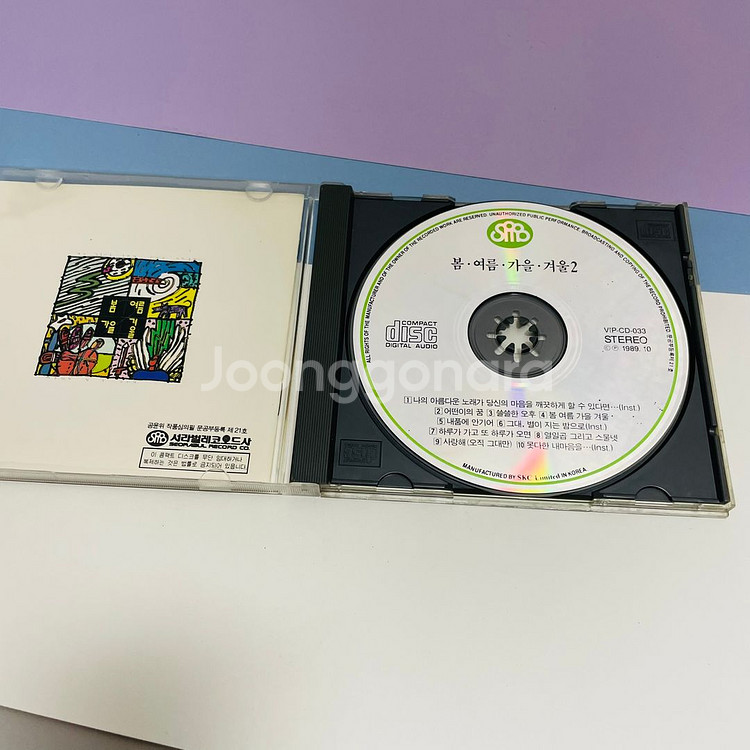 봄 여름
가을 겨울
공윤위 작품심의필 문공부등록 제21호
SRB 서라벌레코오드사
SEORABUL RECORD CO.
이 콤팩트 디스크를 무단 임대하거나
복제하는 것은 법률로 금지되어 있읍니다
ALL RIGHTS OF THE MANUFACTURER AND OF THE OWNER OF THE RECORDED WORK ARE RESERVED. UNAUTHORIZED PUBLIC PERFORMANCE, BROADCASTING AND COPYING OF THE RECORD PROHIBITED
SRB
봄·여름·가을·겨울2
COMPACT
disc
DIGITAL AUDIO
VIP-CD-033
STEREO
ⓒⓟ 1989. 10
1 나의 아름다운 노래가 당신의 마음을 깨끗하게 할 수 있다면…(Inst.)
2 어떤이의 꿈 3 쓸쓸한 오후 4 봄 여름 가을 겨울
5 내품에 안기어 6 그대, 별이 지는 밤으로(Inst.)
7 하루가 가고 또 하루가 오면 8 열일곱 그리고 스물넷
9 사랑해(오직 그대만) 10 못다한 내마음을…(Inst.)
MANUFACTURED BY SKC Limited IN KOREA
Joonggonara